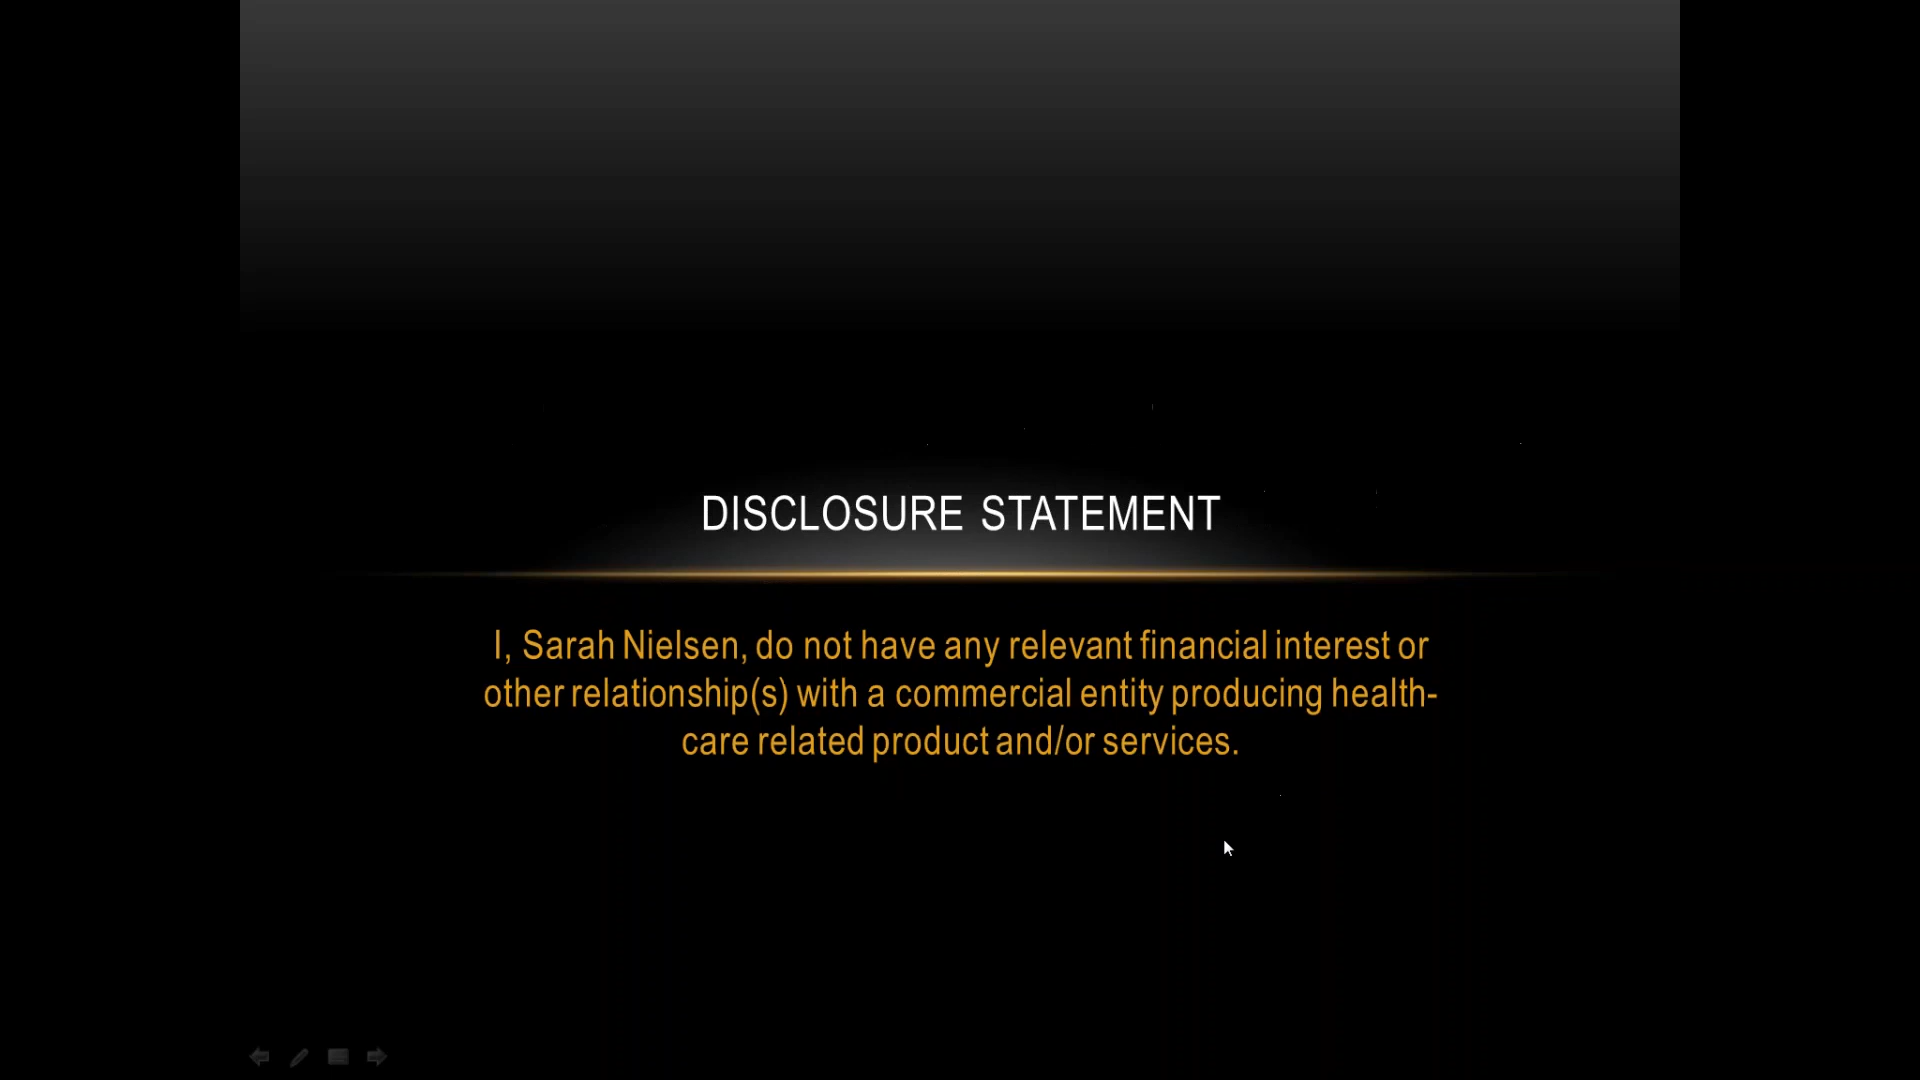 DISCLOSURE STATEMENT
I, Sarah Nielsen, do not have any relevant financial interest or
other relationship(s) with a commercial entity producing health-
care related product and/or services.